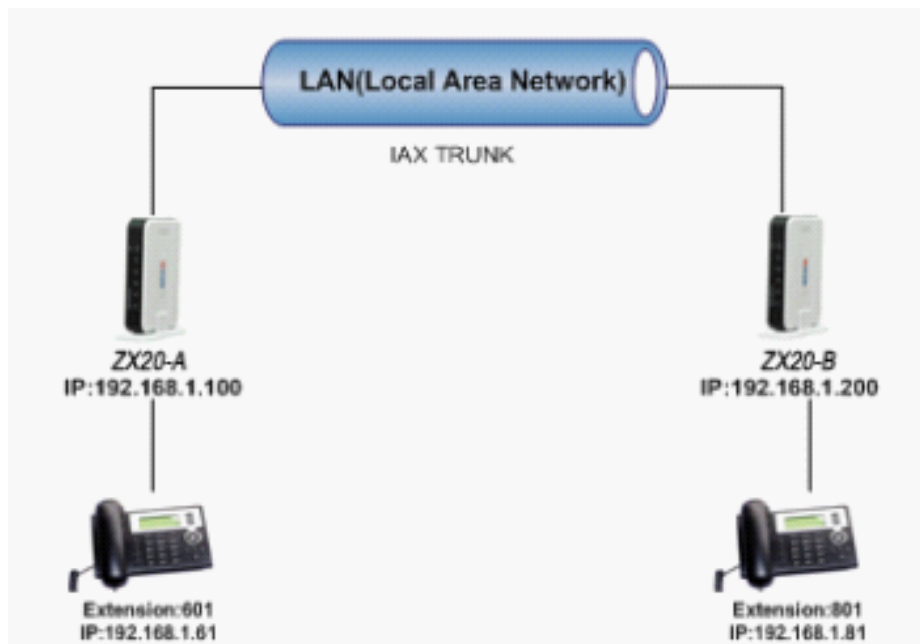 LAN(Local Area Network)
IAX TRUNK
ZX20-A
IP:192.168.1.100
ZX20-B
IP:192.168.1.200
Extension:601
IP:192.168.1.61
Extension:801
IP:192.168.1.81